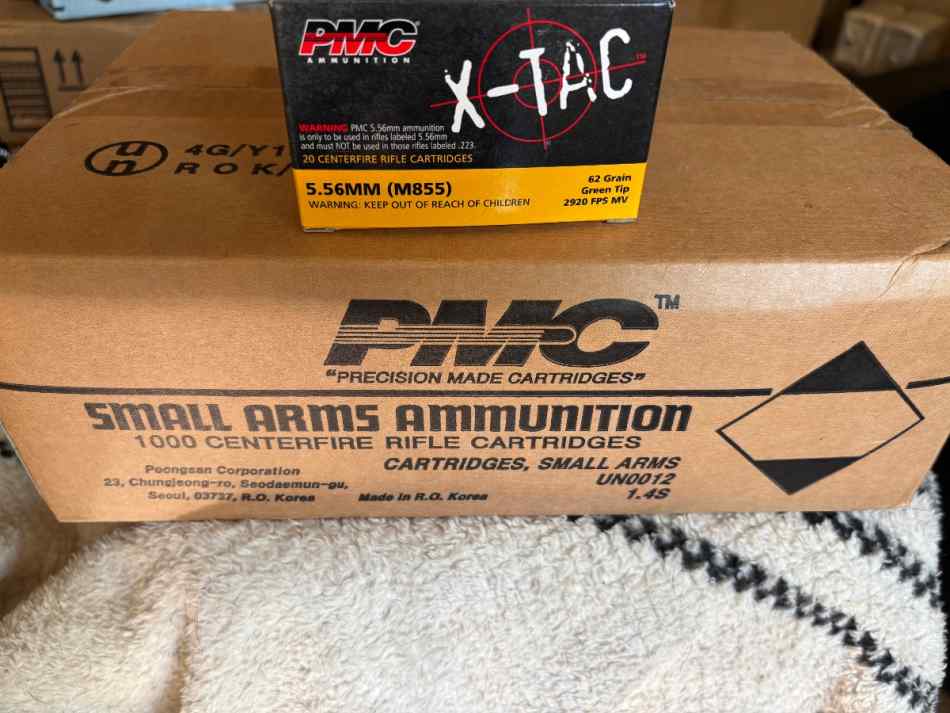 PMC
AMMUNITION
X-TAC™
WARNING PMC 5.56mm ammunition
is only to be used in rifles labeled 5.56mm
and must NOT be used in those rifles labeled .223.
20 CENTERFIRE RIFLE CARTRIDGES
5.56MM (M855)
WARNING: KEEP OUT OF REACH OF CHILDREN
62 Grain
Green Tip
2920 FPS MV
un
4G/Y1
ROK/
PMC™
"PRECISION MADE CARTRIDGES"
SMALL ARMS AMMUNITION
1000 CENTERFIRE RIFLE CARTRIDGES
Poongsan Corporation
23, Chungjeong-ro, Seodaemun-gu,
Seoul, 03737, R.O. Korea
Made in R.O. Korea
CARTRIDGES, SMALL ARMS
UN0012
1.4S